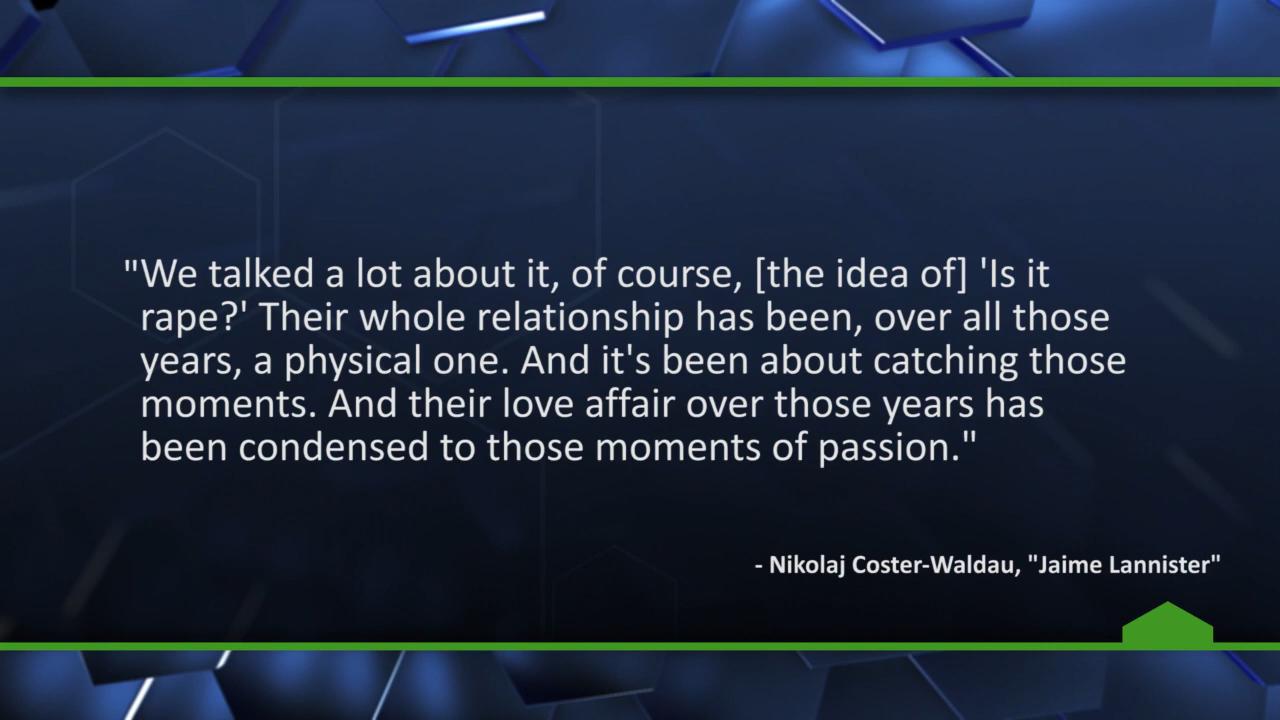 "We talked a lot about it, of course, [the idea of] 'Is it
rape?' Their whole relationship has been, over all those
years, a physical one. And it's been about catching those
moments. And their love affair over those years has
been condensed to those moments of passion."
- Nikolaj Coster-Waldau, "Jaime Lannister"